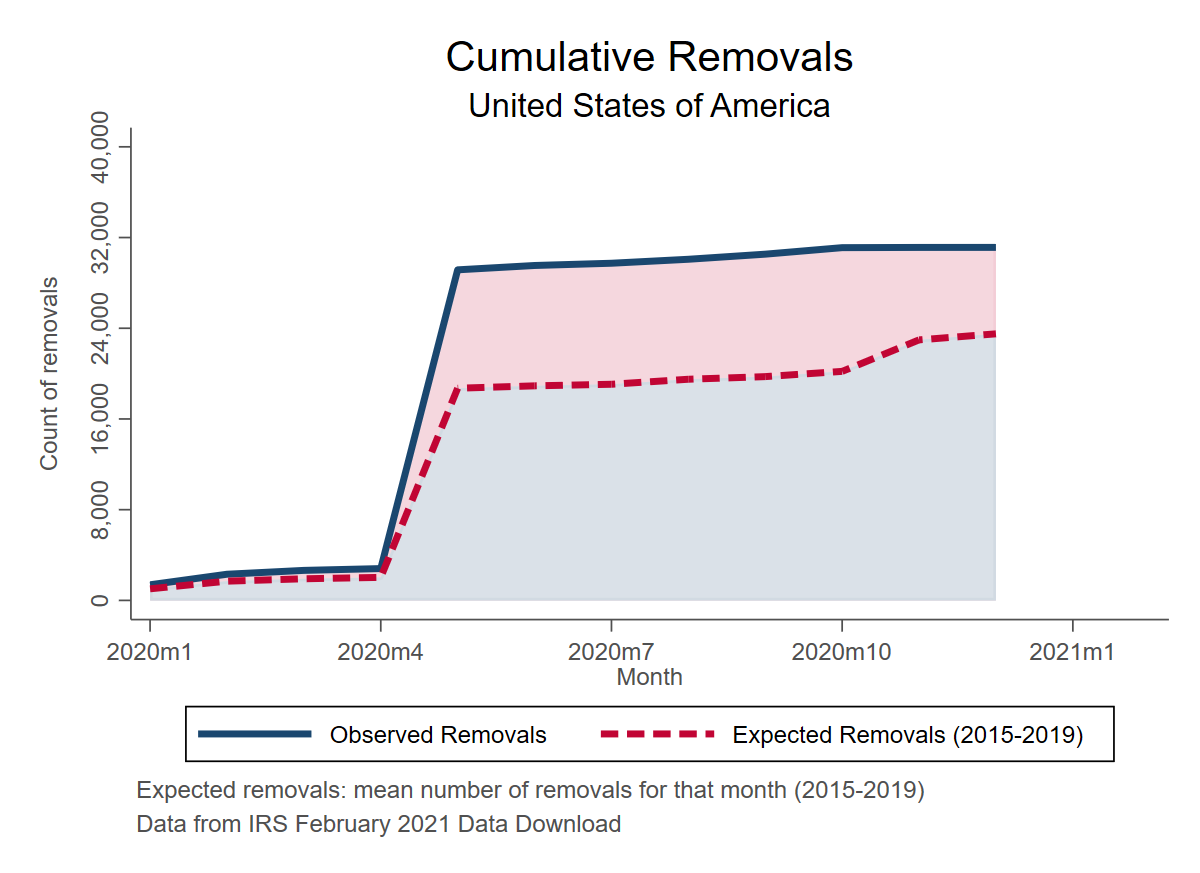 Cumulative Removals
United States of America
Count of removals
40,000
32,000
24,000
16,000
8,000
0
2020m1 2020m4 2020m7 2020m10 2021m1
Month
Observed Removals Expected Removals (2015-2019)
Expected removals: mean number of removals for that month (2015-2019)
Data from IRS February 2021 Data Download